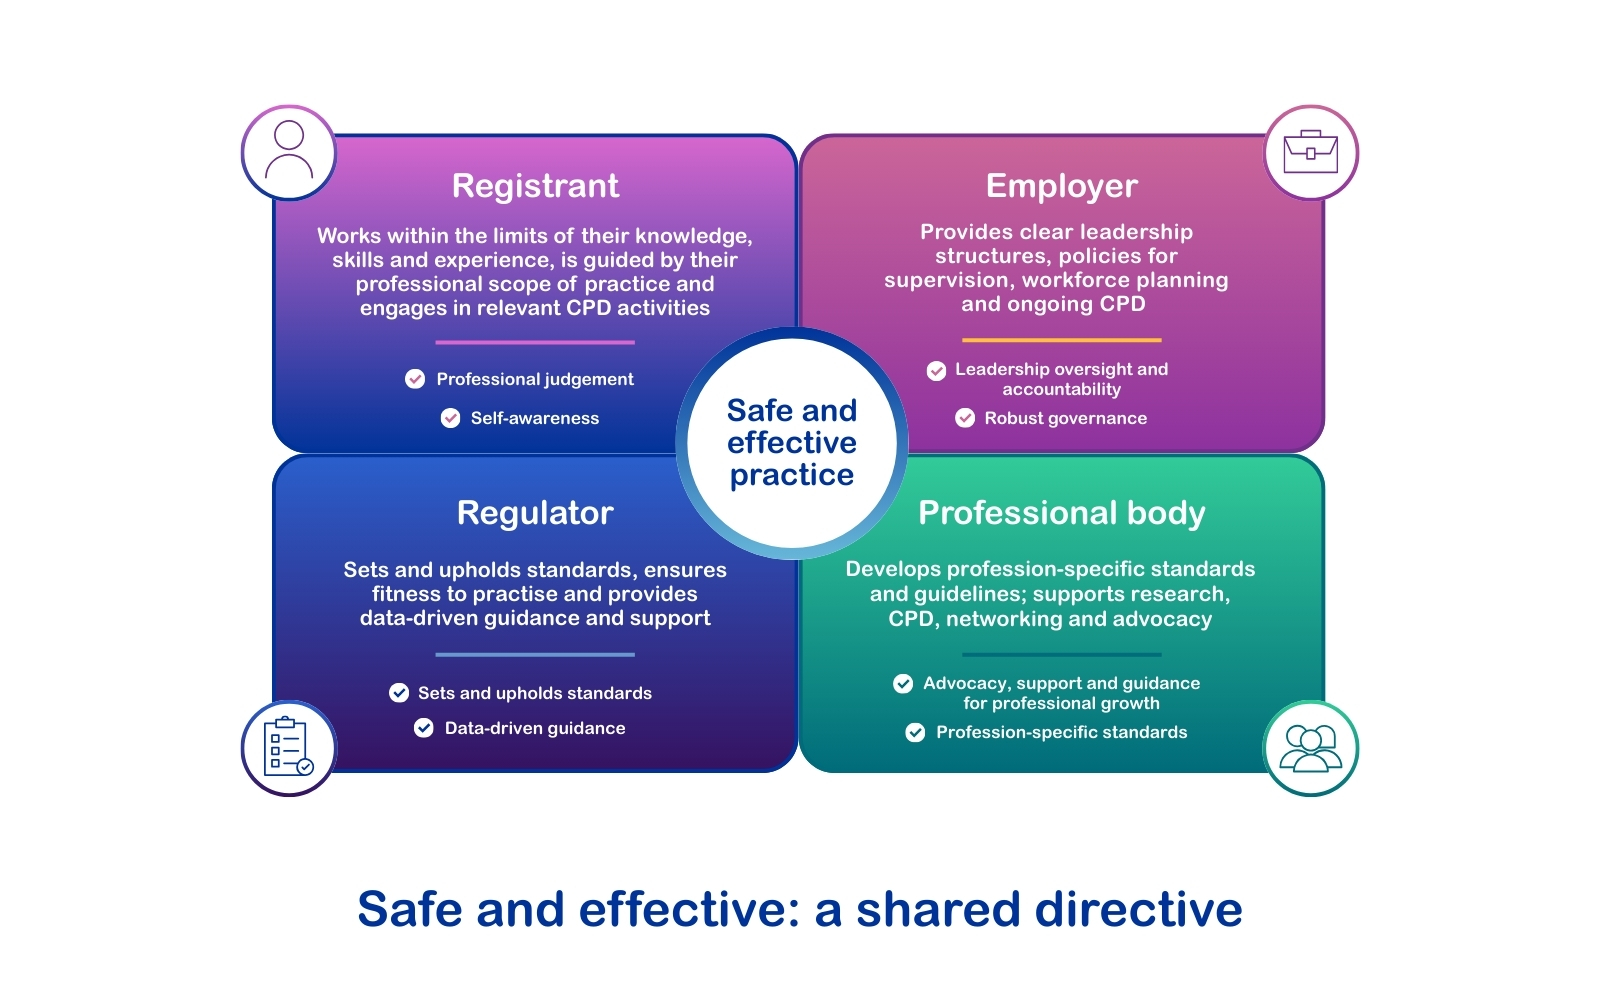 Registrant
Works within the limits of their knowledge,
skills and experience, is guided by their
professional scope of practice and
engages in relevant CPD activities
Professional judgement
Self-awareness
Employer
Provides clear leadership
structures, policies for
supervision, workforce planning
and ongoing CPD
Leadership oversight and
accountability
Robust governance
Safe and
effective
practice
Regulator
Sets and upholds standards, ensures
fitness to practise and provides
data-driven guidance and support
Sets and upholds standards
Data-driven guidance
Professional body
Develops profession-specific standards
and guidelines; supports research,
CPD, networking and advocacy
Advocacy, support and guidance
for professional growth
Profession-specific standards
Safe and effective: a shared directive